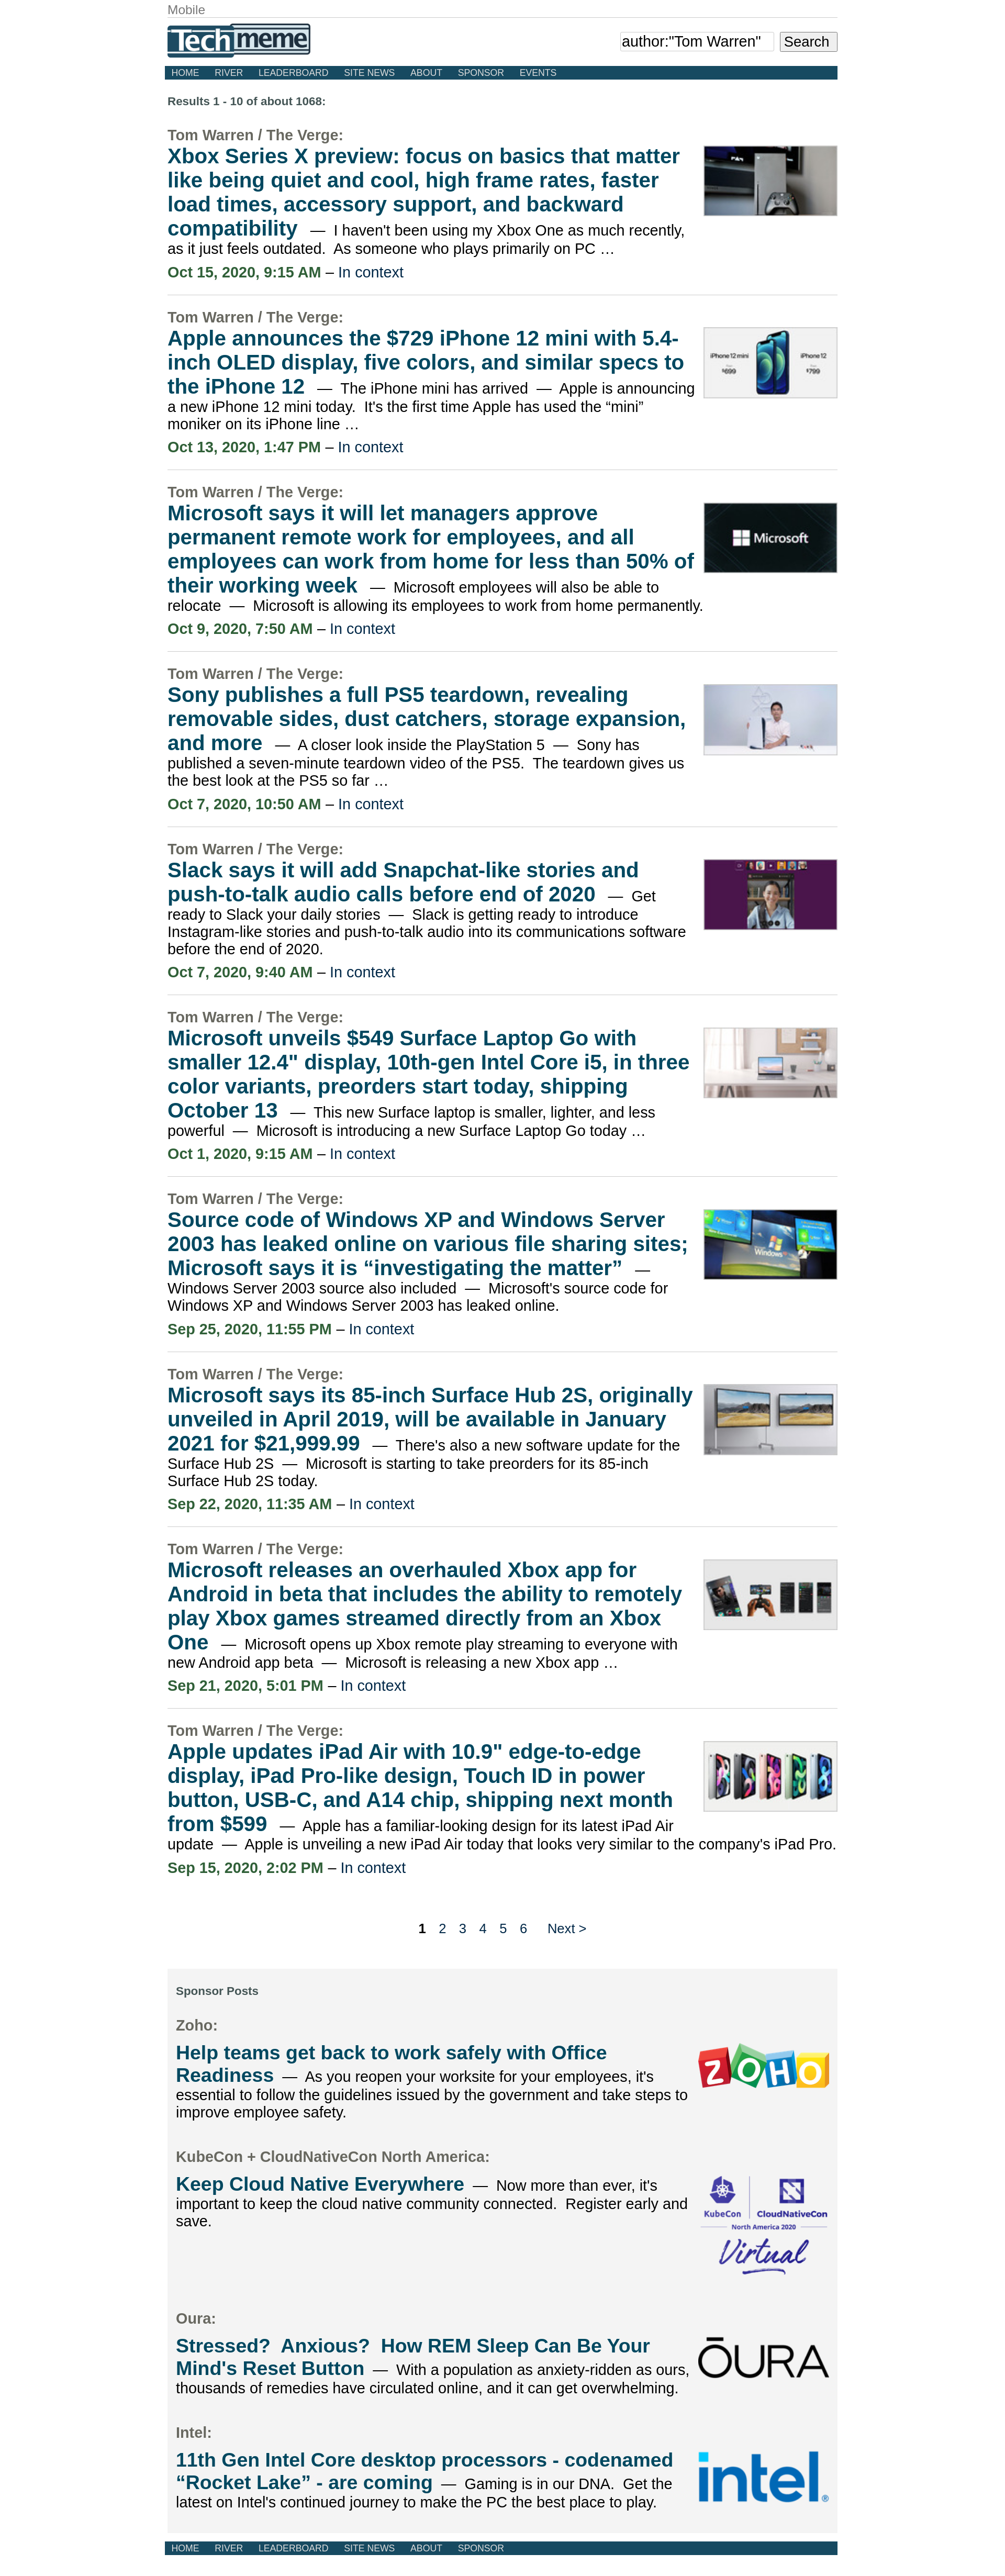 Mobile
Techmeme
author:"Tom Warren" Search
HOME RIVER LEADERBOARD SITE NEWS ABOUT SPONSOR EVENTS
Results 1 - 10 of about 1068:
Tom Warren / The Verge:
Xbox Series X preview: focus on basics that matter
like being quiet and cool, high frame rates, faster
load times, accessory support, and backward
compatibility — I haven't been using my Xbox One as much recently,
as it just feels outdated. As someone who plays primarily on PC …
Oct 15, 2020, 9:15 AM – In context
Tom Warren / The Verge:
Apple announces the $729 iPhone 12 mini with 5.4-
inch OLED display, five colors, and similar specs to
the iPhone 12 — The iPhone mini has arrived — Apple is announcing
a new iPhone 12 mini today. It's the first time Apple has used the “mini”
moniker on its iPhone line …
iPhone 12 mini iPhone 12
$699 $799
Oct 13, 2020, 1:47 PM – In context
Tom Warren / The Verge:
Microsoft says it will let managers approve
permanent remote work for employees, and all
employees can work from home for less than 50% of
their working week — Microsoft employees will also be able to
relocate — Microsoft is allowing its employees to work from home permanently.
Microsoft
Oct 9, 2020, 7:50 AM – In context
Tom Warren / The Verge:
Sony publishes a full PS5 teardown, revealing
removable sides, dust catchers, storage expansion,
and more — A closer look inside the PlayStation 5 — Sony has
published a seven-minute teardown video of the PS5. The teardown gives us
the best look at the PS5 so far …
Oct 7, 2020, 10:50 AM – In context
Tom Warren / The Verge:
Slack says it will add Snapchat-like stories and
push-to-talk audio calls before end of 2020 — Get
ready to Slack your daily stories — Slack is getting ready to introduce
Instagram-like stories and push-to-talk audio into its communications software
before the end of 2020.
Oct 7, 2020, 9:40 AM – In context
Tom Warren / The Verge:
Microsoft unveils $549 Surface Laptop Go with
smaller 12.4" display, 10th-gen Intel Core i5, in three
color variants, preorders start today, shipping
October 13 — This new Surface laptop is smaller, lighter, and less
powerful — Microsoft is introducing a new Surface Laptop Go today …
Oct 1, 2020, 9:15 AM – In context
Tom Warren / The Verge:
Source code of Windows XP and Windows Server
2003 has leaked online on various file sharing sites;
Microsoft says it is “investigating the matter” —
Windows Server 2003 source also included — Microsoft's source code for
Windows XP and Windows Server 2003 has leaked online.
Windows
Sep 25, 2020, 11:55 PM – In context
Tom Warren / The Verge:
Microsoft says its 85-inch Surface Hub 2S, originally
unveiled in April 2019, will be available in January
2021 for $21,999.99 — There's also a new software update for the
Surface Hub 2S — Microsoft is starting to take preorders for its 85-inch
Surface Hub 2S today.
Sep 22, 2020, 11:35 AM – In context
Tom Warren / The Verge:
Microsoft releases an overhauled Xbox app for
Android in beta that includes the ability to remotely
play Xbox games streamed directly from an Xbox
One — Microsoft opens up Xbox remote play streaming to everyone with
new Android app beta — Microsoft is releasing a new Xbox app …
Sep 21, 2020, 5:01 PM – In context
Tom Warren / The Verge:
Apple updates iPad Air with 10.9" edge-to-edge
display, iPad Pro-like design, Touch ID in power
button, USB-C, and A14 chip, shipping next month
from $599 — Apple has a familiar-looking design for its latest iPad Air
update — Apple is unveiling a new iPad Air today that looks very similar to the company's iPad Pro.
Sep 15, 2020, 2:02 PM – In context
1 2 3 4 5 6 Next >
Sponsor Posts
Zoho:
Help teams get back to work safely with Office
Readiness — As you reopen your worksite for your employees, it's
essential to follow the guidelines issued by the government and take steps to
improve employee safety.
ZOHO
KubeCon + CloudNativeCon North America:
Keep Cloud Native Everywhere — Now more than ever, it's
important to keep the cloud native community connected. Register early and
save.
KubeCon CloudNativeCon
North America 2020
Virtual
Oura:
Stressed? Anxious? How REM Sleep Can Be Your
Mind's Reset Button — With a population as anxiety-ridden as ours,
thousands of remedies have circulated online, and it can get overwhelming.
ŌURA
Intel:
11th Gen Intel Core desktop processors - codenamed
“Rocket Lake” - are coming — Gaming is in our DNA. Get the
latest on Intel's continued journey to make the PC the best place to play.
intel®
HOME RIVER LEADERBOARD SITE NEWS ABOUT SPONSOR